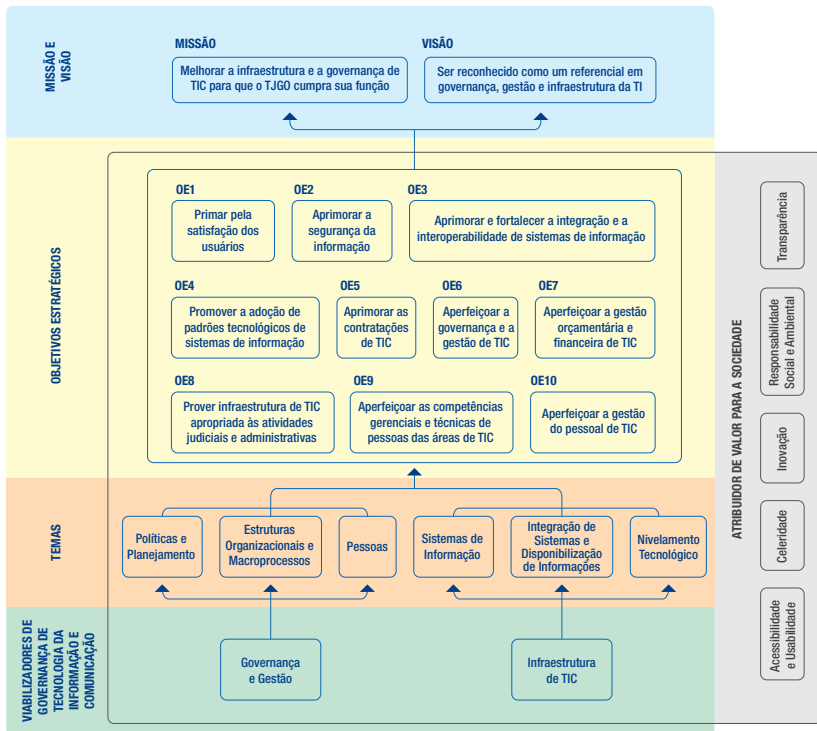 MISSÃO E
VISÃO
MISSÃO
Melhorar a infraestrutura e a governança de
TIC para que o TJGO cumpra sua função
VISÃO
Ser reconhecido como um referencial em
governança, gestão e infraestrutura da TI
OBJETIVOS ESTRATÉGICOS
OE1
Primar pela
satisfação dos
usuários
OE2
Aprimorar a
segurança da
informação
OE3
Aprimorar e fortalecer a integração e a
interoperabilidade de sistemas de informação
OE4
Promover a adoção de
padrões tecnológicos de
sistemas de informação
OE5
Aprimorar as
contratações
de TIC
OE6
Aperfeiçoar a
governança e a
gestão de TIC
OE7
Aperfeiçoar a gestão
orçamentária e
financeira de TIC
OE8
Prover infraestrutura de TIC
apropriada às atividades
judiciais e administrativas
OE9
Aperfeiçoar as competências
gerenciais e técnicas de
pessoas das áreas de TIC
OE10
Aperfeiçoar a gestão
do pessoal de TIC
TEMAS
Políticas e
Planejamento
Estruturas
Organizacionais e
Macroprocessos
Pessoas
Sistemas de
Informação
Integração de
Sistemas e
Disponibilização
de Informações
Nivelamento
Tecnológico
VIABILIZADORES DE
GOVERNANÇA DE
TECNOLOGIA DA
INFORMAÇÃO E
COMUNICAÇÃO
Governança
e Gestão
Infraestrutura
de TIC
ATRIBUIDOR DE VALOR PARA A SOCIEDADE
Transparência
Responsabilidade
Social e Ambiental
Inovação
Celeridade
Acessibilidade
e Usabilidade